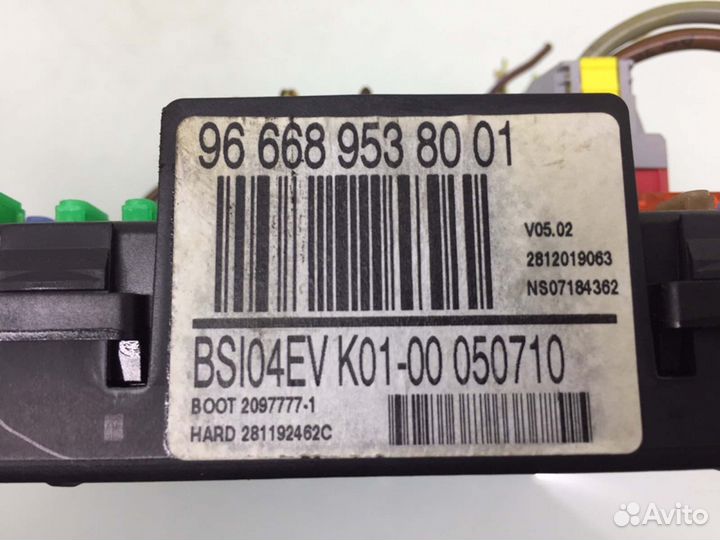 96 668 953 80 01
V05.02
2812019063
NS07184362
BSI04EV K01-00 050710
BOOT 2097777-1
HARD 281192462C
Avito